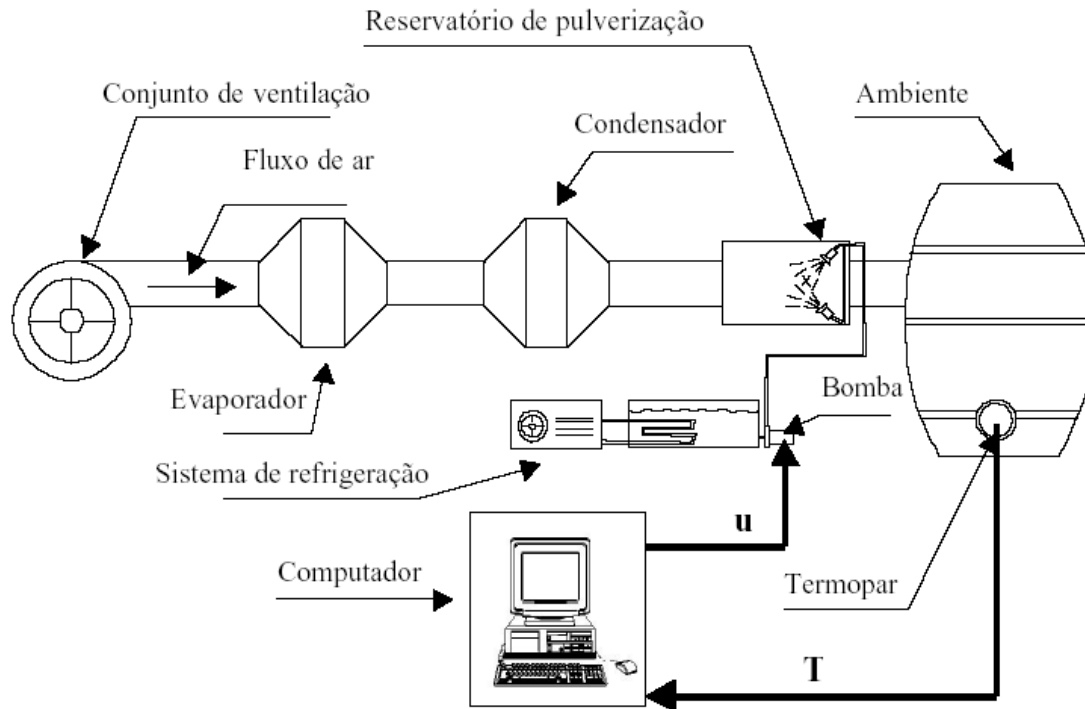 Reservatório de pulverização
Conjunto de ventilação
Ambiente
Condensador
Fluxo de ar
Evaporador
Bomba
Sistema de refrigeração
u
Computador
Termopar
T